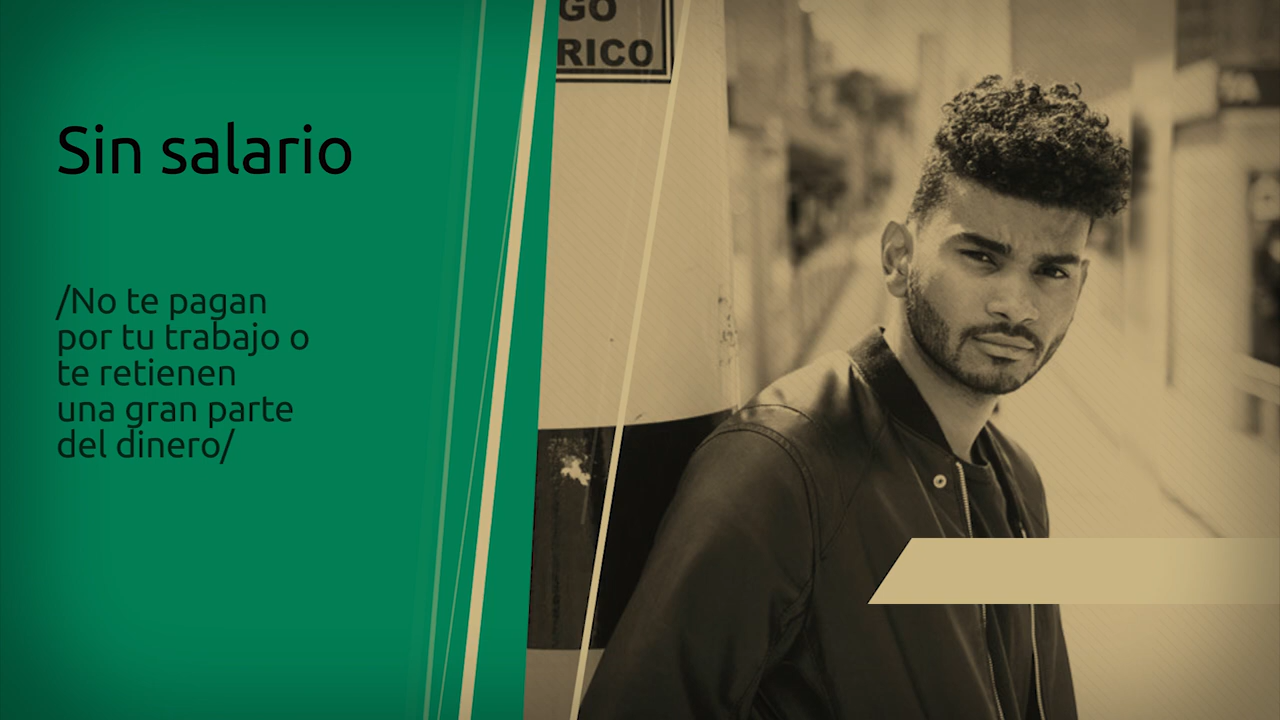 Sin salario
/No te pagan
por tu trabajo o
te retienen
una gran parte
del dinero/
GO
RICO